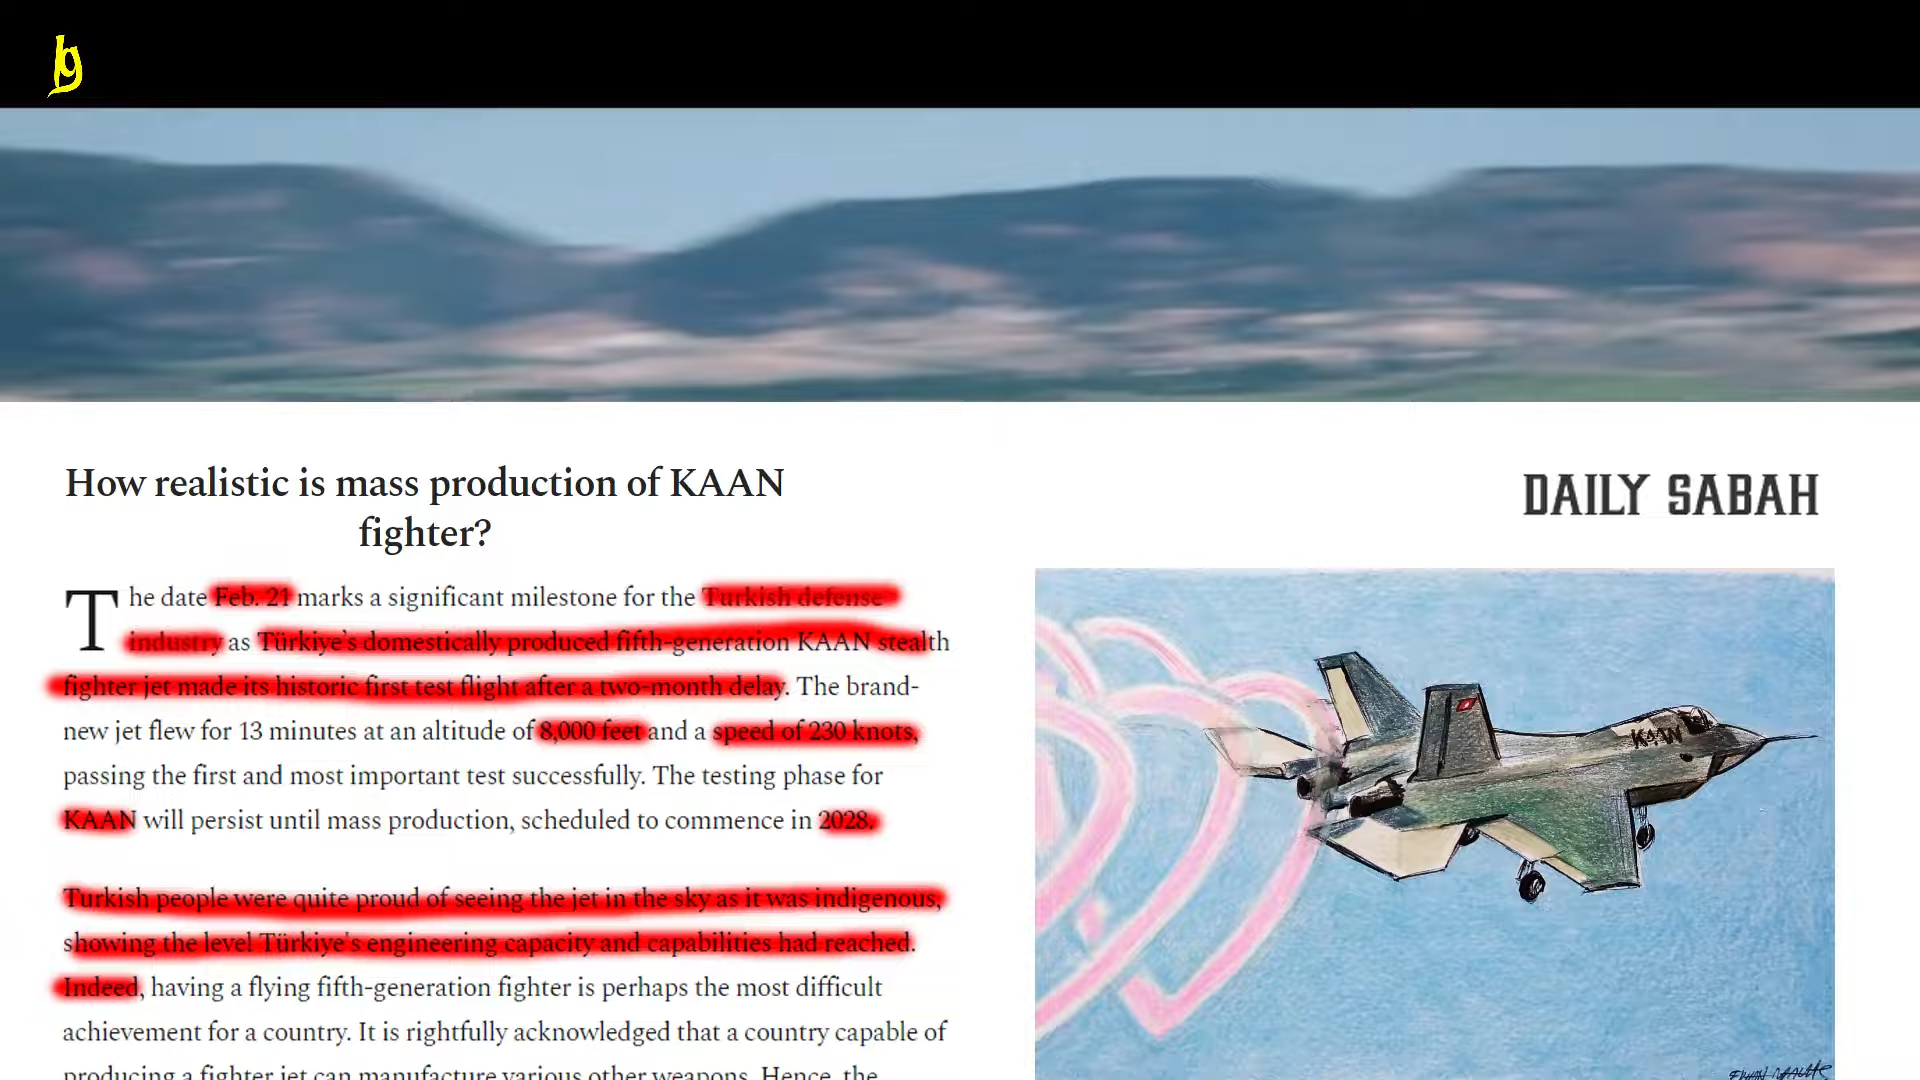 How realistic is mass production of KAAN
fighter?
DAILY SABAH
The date Feb. 21 marks a significant milestone for the Turkish defense
industry as Türkiye's domestically produced fifth-generation KAAN stealth
fighter jet made its historic first test flight after a two-month delay. The brand-
new jet flew for 13 minutes at an altitude of 8,000 feet and a speed of 230 knots,
passing the first and most important test successfully. The testing phase for
KAAN will persist until mass production, scheduled to commence in 2028.
Turkish people were quite proud of seeing the jet in the sky as it was indigenous,
showing the level Türkiye's engineering capacity and capabilities had reached.
Indeed, having a flying fifth-generation fighter is perhaps the most difficult
achievement for a country. It is rightfully acknowledged that a country capable of
producing a fighter jet can manufacture various other weapons. Hence, the
KAAN